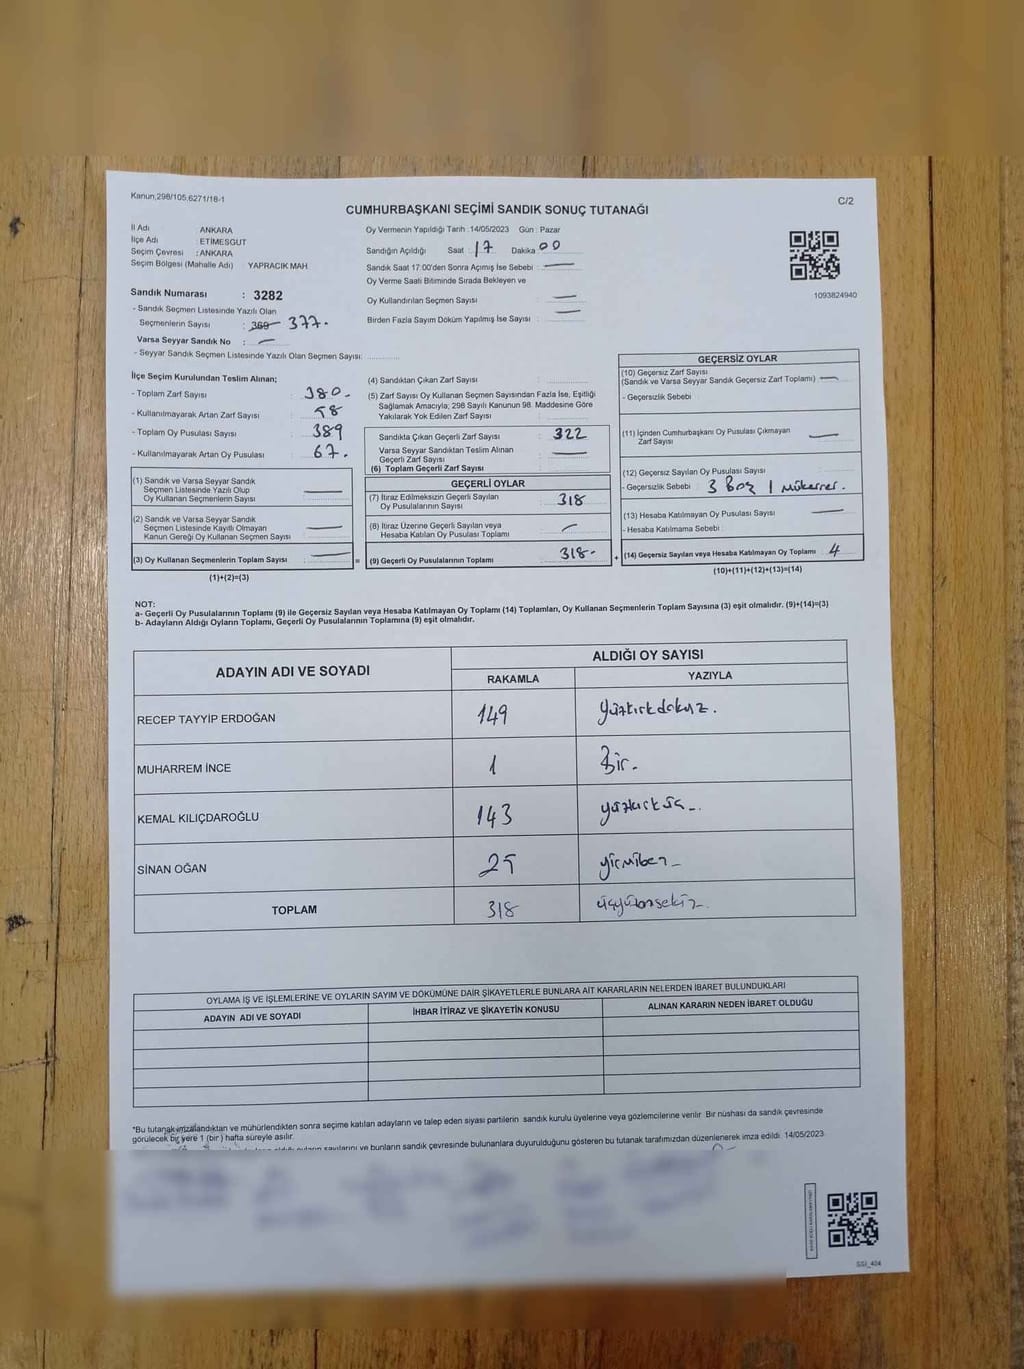 Kanun,298/105,6271/18-1
C/2
CUMHURBAŞKANI SEÇİMİ SANDIK SONUÇ TUTANAĞI
İl Adı ANKARA
İlçe Adı ETİMESGUT
Seçim Çevresi : ANKARA
Seçim Bölgesi (Mahalle Adı) YAPRACIK MAH
Oy Vermenin Yapıldığı Tarih :14/05/2023 Gün : Pazar
Sandığın Açıldığı Saat : 17 Dakika 00
Sandık Saat 17:00'den Sonra Açımış İse Sebebi :
Oy Verme Saati Bitiminde Sırada Bekleyen ve
Oy Kullandırılan Seçmen Sayısı
Birden Fazla Sayım Döküm Yapılmış İse Sayısı :
1093824940
Sandık Numarası : 3282
- Sandık Seçmen Listesinde Yazılı Olan
Seçmenlerin Sayısı : 369 377.
Varsa Seyyar Sandık No :
- Seyyar Sandık Seçmen Listesinde Yazılı Olan Seçmen Sayısı:
İlçe Seçim Kurulundan Teslim Alınan;
- Toplam Zarf Sayısı : 380.
- Kullanılmayarak Artan Zarf Sayısı : 58
- Toplam Oy Pusulası Sayısı : 389
- Kullanılmayarak Artan Oy Pusulası : 67.
(1) Sandık ve Varsa Seyyar Sandık
Seçmen Listesinde Yazılı Olup
Oy Kullanan Seçmenlerin Sayısı
(2) Sandık ve Varsa Seyyar Sandık
Seçmen Listesinde Kayıtlı Olmayan
Kanun Gereği Oy Kullanan Seçmen Sayısı
(3) Oy Kullanan Seçmenlerin Toplam Sayısı
(1)+(2)=(3)
=
(4) Sandıktan Çıkan Zarf Sayısı
(5) Zarf Sayısı Oy Kullanan Seçmen Sayısından Fazla İse, Eşitliği
Sağlamak Amacıyla; 298 Sayılı Kanunun 98. Maddesine Göre
Yakılarak Yok Edilen Zarf Sayısı
Sandıkta Çıkan Geçerli Zarf Sayısı : 322
Varsa Seyyar Sandıktan Teslim Alınan
Geçerli Zarf Sayısı
(6) Toplam Geçerli Zarf Sayısı
GEÇERLİ OYLAR
(7) İtiraz Edilmeksizin Geçerli Sayılan
Oy Pusulalarının Sayısı 318
(8) İtiraz Üzerine Geçerli Sayılan veya
Hesaba Katılan Oy Pusulası Toplamı
(9) Geçerli Oy Pusulalarının Toplamı 318-
+
GEÇERSİZ OYLAR
(10) Geçersiz Zarf Sayısı
(Sandık ve Varsa Seyyar Sandık Geçersiz Zarf Toplamı)
- Geçersizlik Sebebi
(11) İçinden Cumhurbaşkanı Oy Pusulası Çıkmayan
Zarf Sayısı
(12) Geçersiz Sayılan Oy Pusulası Sayısı
- Geçersizlik Sebebi : 3 Boş 1 Mükerrer.
(13) Hesaba Katılmayan Oy Pusulası Sayısı
- Hesaba Katılmama Sebebi :
(14) Geçersiz Sayılan veya Hesaba Katılmayan Oy Toplamı 4
(10)+(11)+(12)+(13)=(14)
NOT:
a- Geçerli Oy Pusulalarının Toplamı (9) ile Geçersiz Sayılan veya Hesaba Katılmayan Oy Toplamı (14) Toplamları, Oy Kullanan Seçmenlerin Toplam Sayısına (3) eşit olmalıdır. (9)+(14)=(3)
b- Adayların Aldığı Oyların Toplamı, Geçerli Oy Pusulalarının Toplamına (9) eşit olmalıdır.
ADAYIN ADI VE SOYADI ALDIĞI OY SAYISI
RAKAMLA YAZIYLA
RECEP TAYYİP ERDOĞAN 149 yüzkırkdokuz.
MUHARREM İNCE 1 Bir.
KEMAL KILIÇDAROĞLU 143 yüzkırküç-.
SİNAN OĞAN 25 yirmibeş-
TOPLAM 318 üçyüzonsekiz-.
OYLAMA İŞ VE İŞLEMLERİNE VE OYLARIN SAYIM VE DÖKÜMÜNE DAİR ŞİKAYETLERLE BUNLARA AİT KARARLARIN NELERDEN İBARET BULUNDUKLARI
ADAYIN ADI VE SOYADI İHBAR İTİRAZ VE ŞİKAYETİN KONUSU ALINAN KARARIN NEDEN İBARET OLDUĞU
*Bu tutanak imzalandıktan ve mühürlendikten sonra seçime katılan adayların ve talep eden siyasi partilerin sandık kurulu üyelerine veya gözlemcilerine verilir. Bir nüshası da sandık çevresinde
görülecek bir yere 1 (bir) hafta süreyle asılır.
sayılarını ve bunların sandık çevresinde bulunanlara duyurulduğunu gösteren bu tutanak tarafımızdan düzenlenerek imza edildi. 14/05/2023
SSİ_404